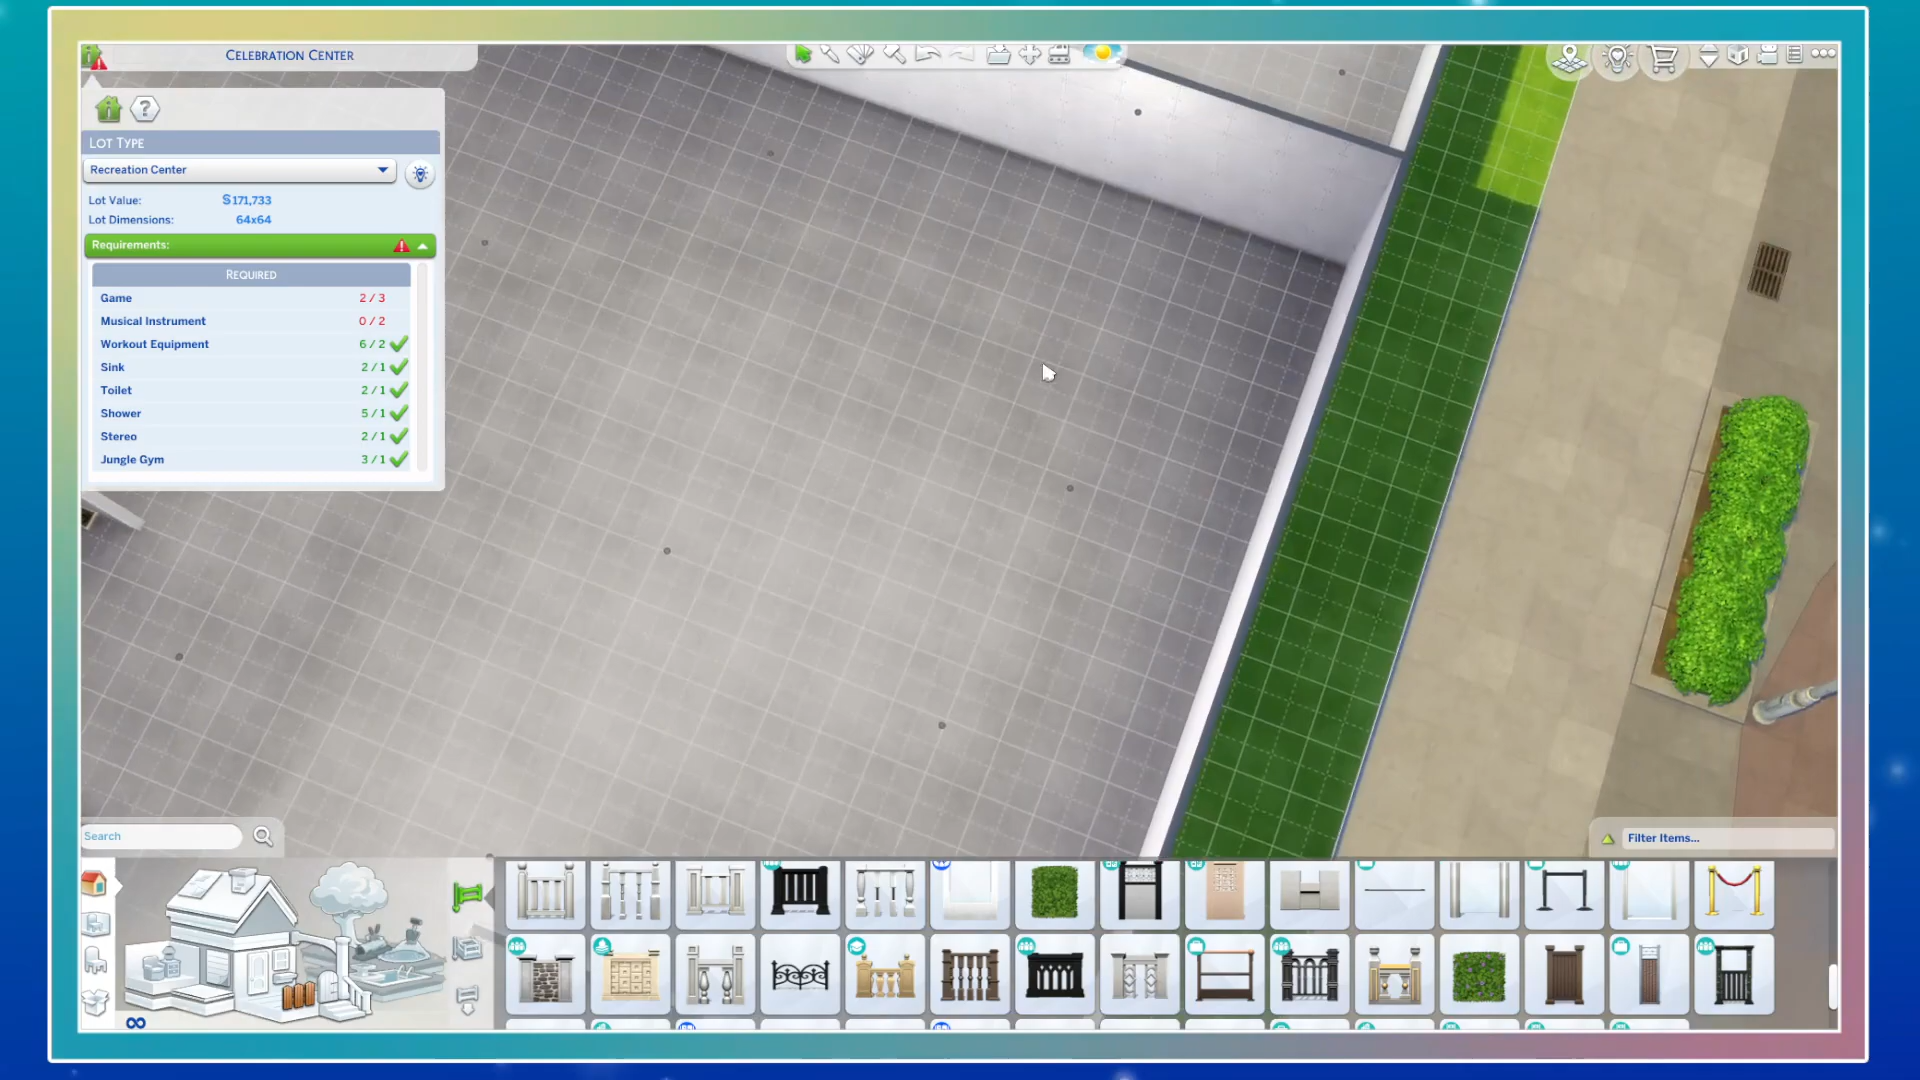 CELEBRATION CENTER
LOT TYPE
Recreation Center
Lot Value: §171,733
Lot Dimensions: 64x64
Requirements:
REQUIRED
Game 2 / 3
Musical Instrument 0 / 2
Workout Equipment 6 / 2
Sink 2 / 1
Toilet 2 / 1
Shower 5 / 1
Stereo 2 / 1
Jungle Gym 3 / 1
Search
Filter Items...